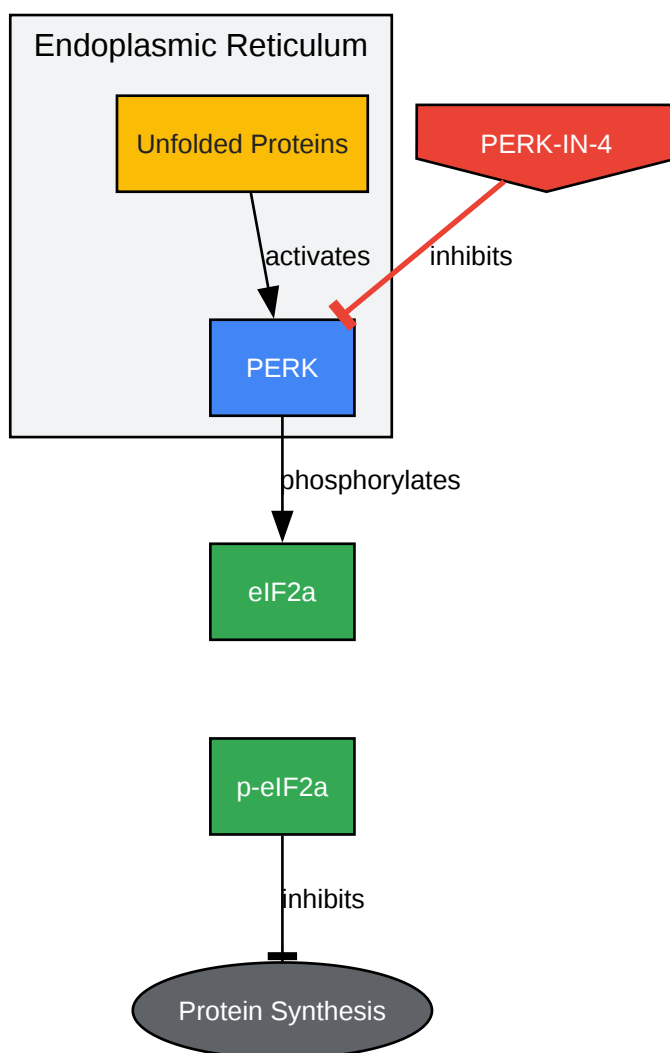 Endoplasmic Reticulum
Unfolded Proteins
PERK-IN-4
activates
inhibits
PERK
phosphorylates
eIF2a
p-eIF2a
inhibits
Protein Synthesis